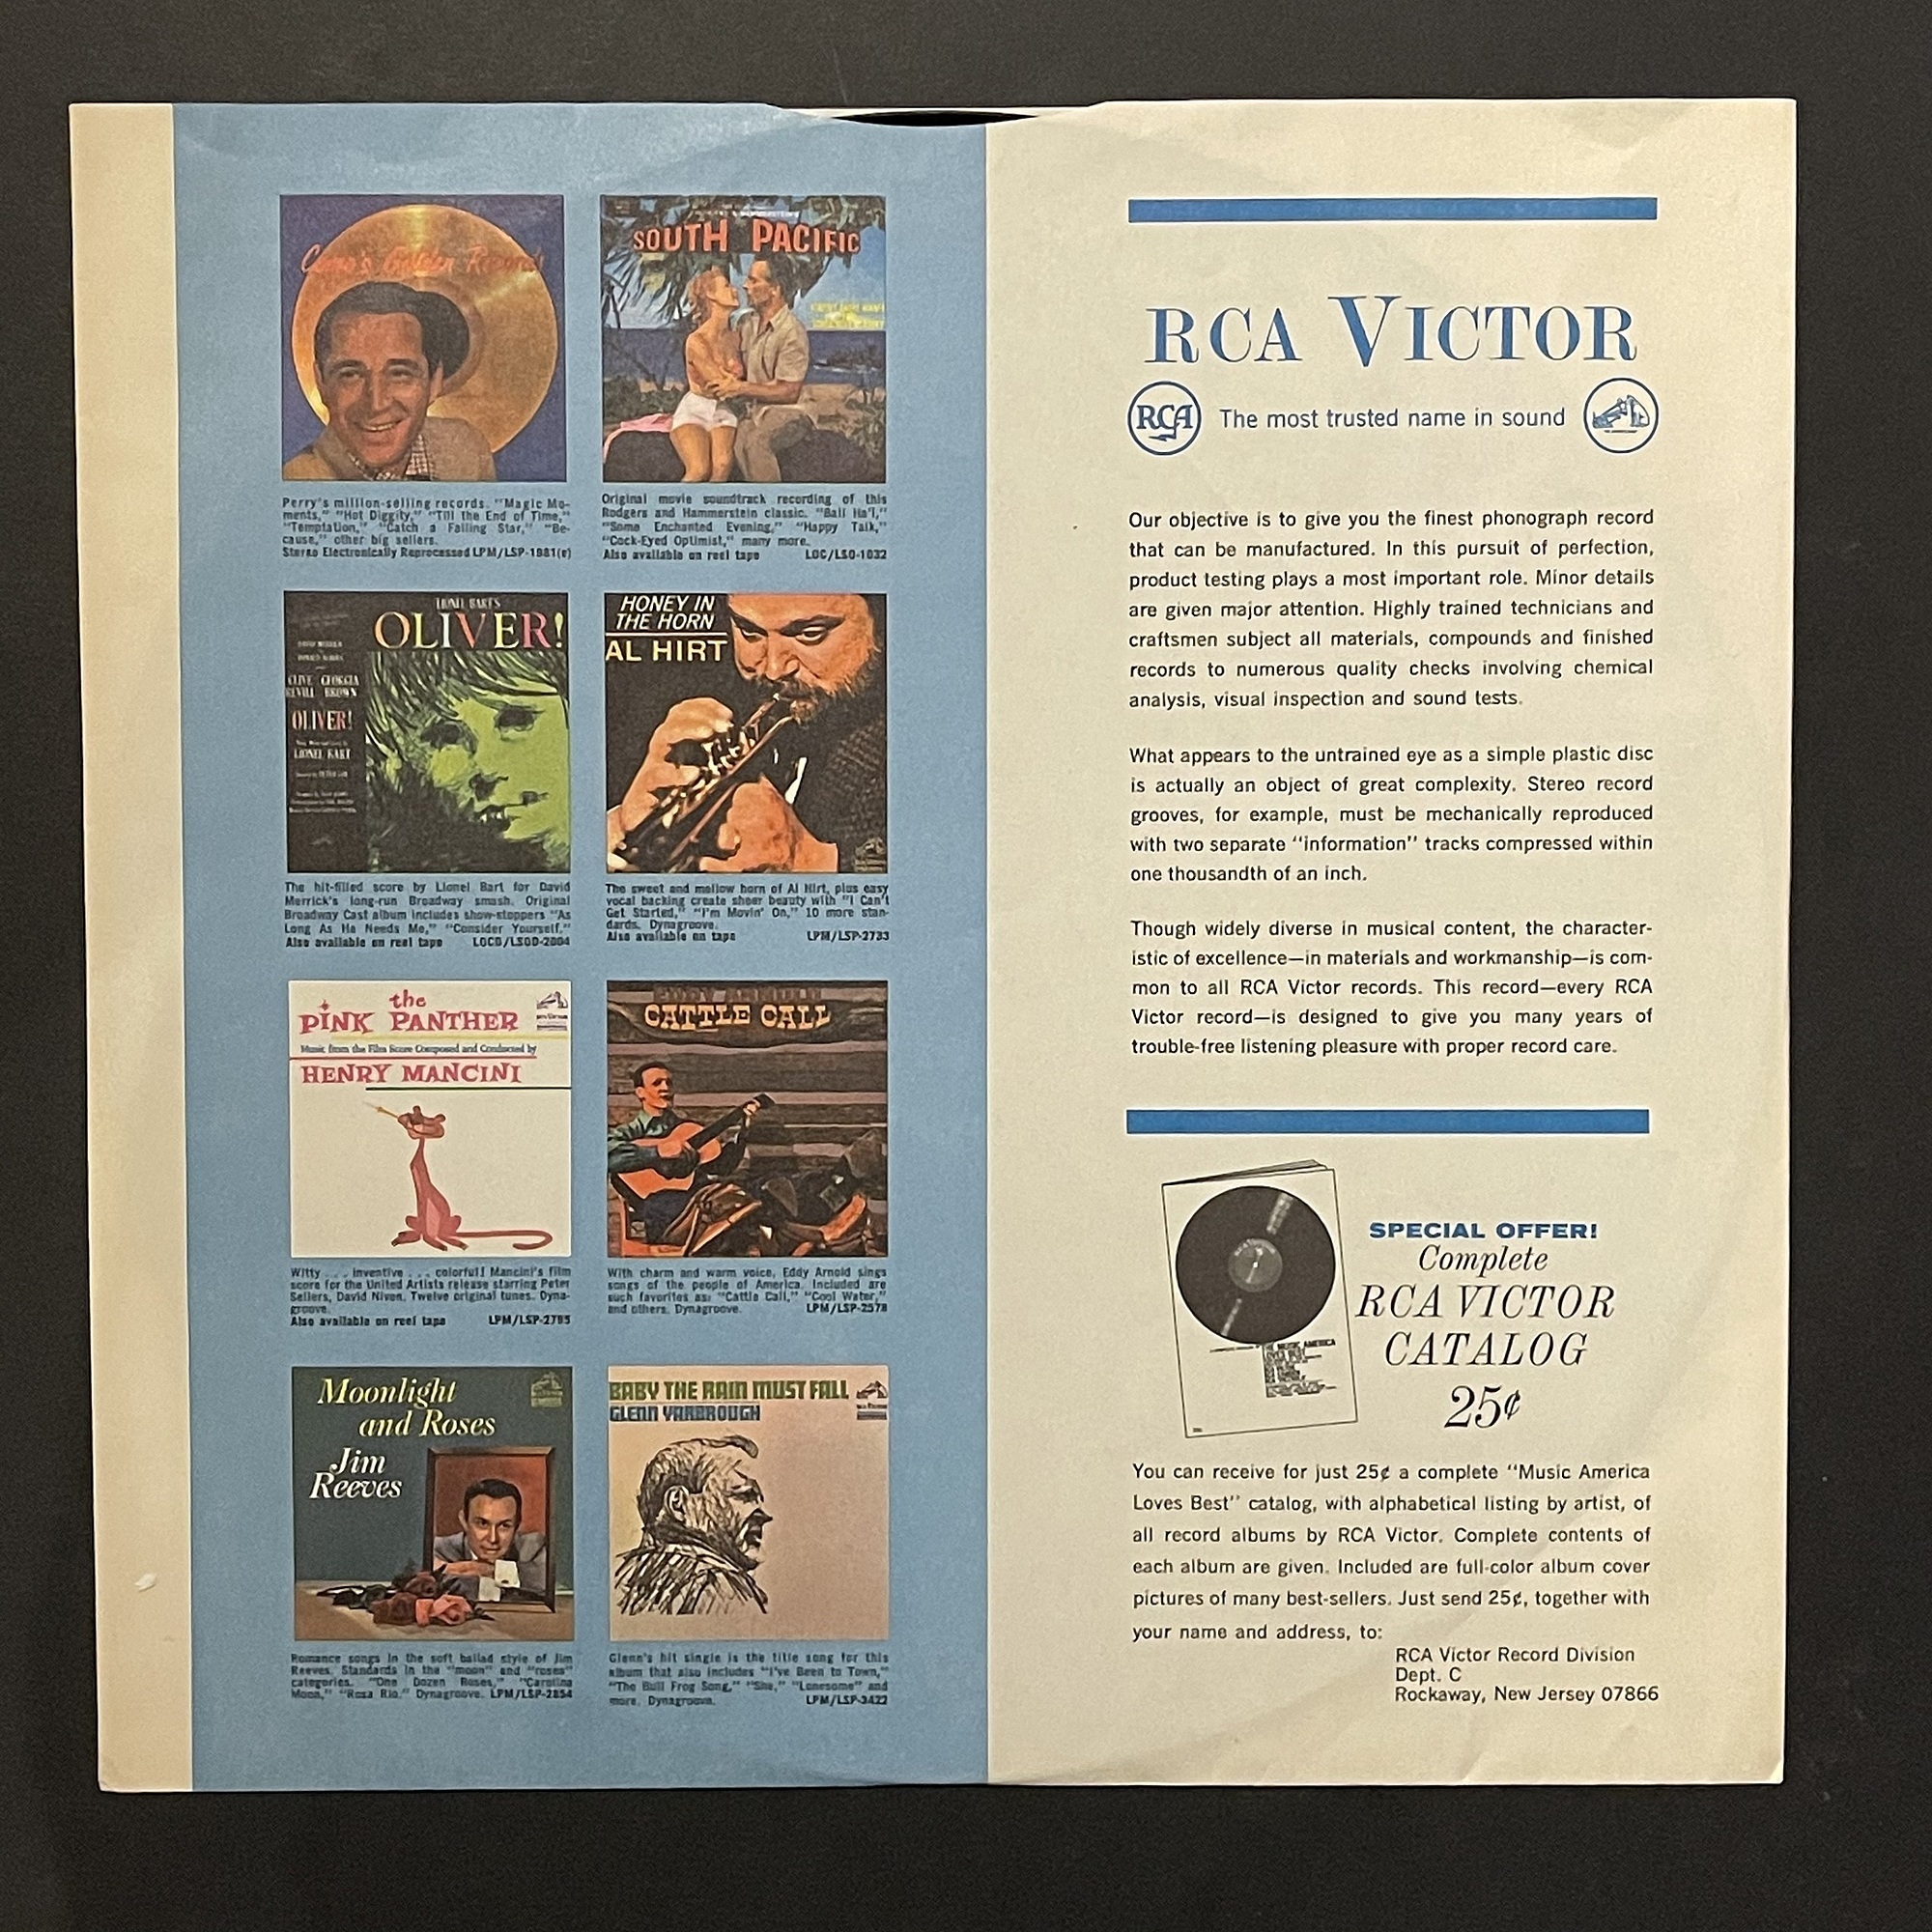 Como's Golden Records
Perry's million-selling records. "Magic Mo-
ments," "Hot Diggity," "Till the End of Time,"
"Temptation," "Catch a Falling Star," "Be-
cause," other big sellers.
Stereo Electronically Reprocessed LPM/LSP-1981(e)
SOUTH PACIFIC
Original movie soundtrack recording of this
Rodgers and Hammerstein classic. "Bali Ha'i,"
"Some Enchanted Evening," "Happy Talk,"
"Cock-Eyed Optimist," many more.
Also available on reel tape LOC/LSO-1032
LIONEL BART'S
OLIVER!
DAVID MERRICK
CLIVE GEORGIA
REVILL BROWN
OLIVER!
LIONEL BART
The hit-filled score by Lionel Bart for David
Merrick's long-run Broadway smash. Original
Broadway Cast album includes show-stoppers "As
Long As He Needs Me," "Consider Yourself."
Also available on reel tape LOCD/LSOD-2004
HONEY IN
THE HORN
AL HIRT
The sweet and mellow horn of Al Hirt, plus easy
vocal backing create sheer beauty with "I Can't
Get Started," "I'm Movin' On," 10 more stan-
dards. Dynagroove.
Also available on tape LPM/LSP-2733
the
PINK PANTHER
Music from the Film Score Composed and Conducted by
HENRY MANCINI
Witty . . . inventive . . . colorful! Mancini's film
score for the United Artists release starring Peter
Sellers, David Niven. Twelve original tunes. Dyna-
groove.
Also available on reel tape LPM/LSP-2795
EDDY ARNOLD
CATTLE CALL
With charm and warm voice, Eddy Arnold sings
songs of the people of America. Included are
such favorites as: "Cattle Call," "Cool Water,"
and others. Dynagroove. LPM/LSP-2578
Moonlight
and Roses
Jim
Reeves
Romance songs in the soft ballad style of Jim
Reeves. Standards in the "moon" and "roses"
categories. "One Dozen Roses," "Carolina
Moon," "Rosa Rio." Dynagroove. LPM/LSP-2854
BABY THE RAIN MUST FALL
GLENN YARBROUGH
Glenn's hit single is the title song for this
album that also includes "I've Been to Town,"
"The Bull Frog Song," "She," "Lonesome" and
more. Dynagroove. LPM/LSP-3422
RCA VICTOR
RCA The most trusted name in sound
Our objective is to give you the finest phonograph record
that can be manufactured. In this pursuit of perfection,
product testing plays a most important role. Minor details
are given major attention. Highly trained technicians and
craftsmen subject all materials, compounds and finished
records to numerous quality checks involving chemical
analysis, visual inspection and sound tests.
What appears to the untrained eye as a simple plastic disc
is actually an object of great complexity. Stereo record
grooves, for example, must be mechanically reproduced
with two separate "information" tracks compressed within
one thousandth of an inch.
Though widely diverse in musical content, the character-
istic of excellence—in materials and workmanship—is com-
mon to all RCA Victor records. This record—every RCA
Victor record—is designed to give you many years of
trouble-free listening pleasure with proper record care.
SPECIAL OFFER!
Complete
RCA VICTOR
CATALOG
25¢
You can receive for just 25¢ a complete "Music America
Loves Best" catalog, with alphabetical listing by artist, of
all record albums by RCA Victor. Complete contents of
each album are given. Included are full-color album cover
pictures of many best-sellers. Just send 25¢, together with
your name and address, to:
RCA Victor Record Division
Dept. C
Rockaway, New Jersey 07866